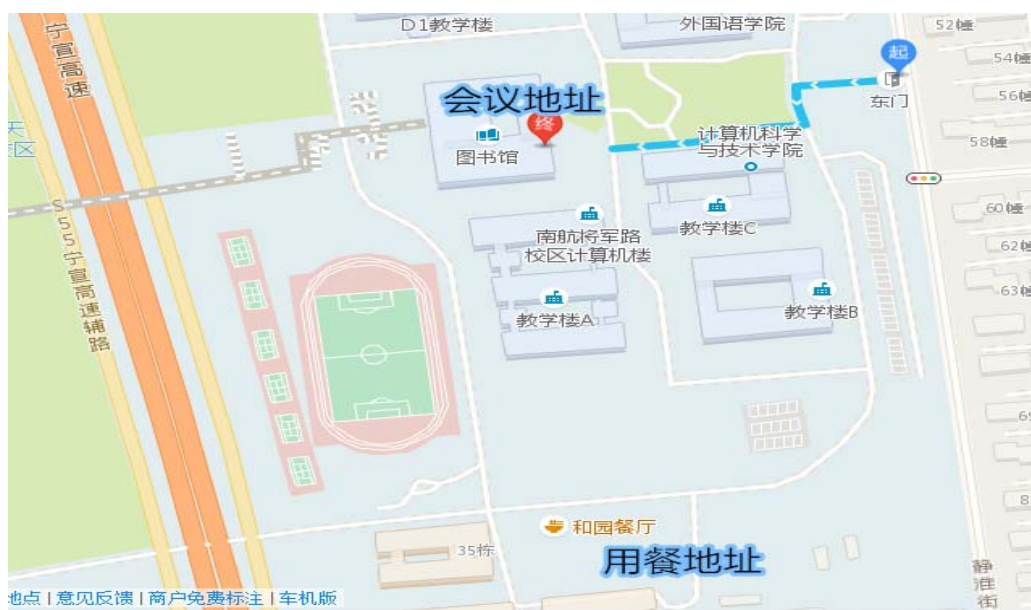 D1教学楼
外国语学院
52幢
宁宣高速
起
54幢
东门
56幢
会议地址
终
图书馆
计算机科学
与技术学院
58幢
校区
S55宁宣高速辅路
60幢
教学楼C
南航将军路
校区计算机楼
62幢
63幢
教学楼A
教学楼B
和园餐厅
35栋
用餐地址
静淮街
地点 | 意见反馈 | 商户免费标注 | 车机版